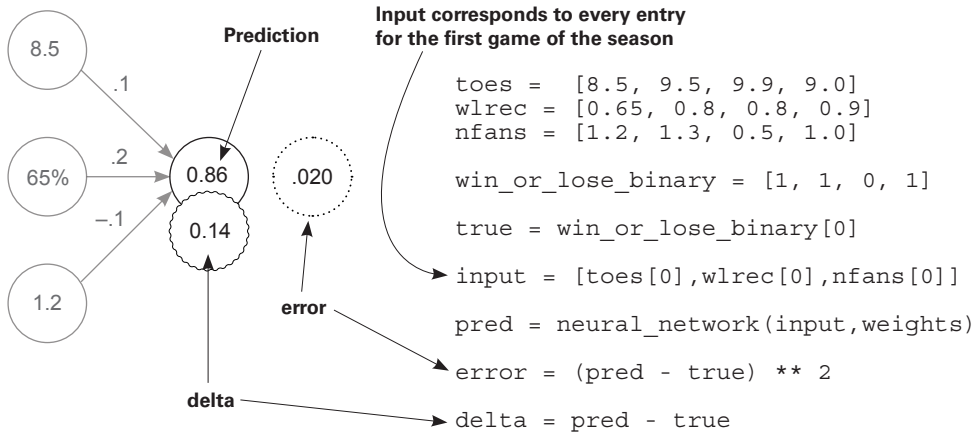 Input corresponds to every entry
for the first game of the season
Prediction
8.5
.1
65%
.2
0.86
.020
–.1
0.14
1.2
error
delta
toes =  [8.5, 9.5, 9.9, 9.0]
wlrec = [0.65, 0.8, 0.8, 0.9]
nfans = [1.2, 1.3, 0.5, 1.0]
win_or_lose_binary = [1, 1, 0, 1]
true = win_or_lose_binary[0]
input = [toes[0],wlrec[0],nfans[0]]
pred = neural_network(input,weights)
error = (pred - true) ** 2
delta = pred - true